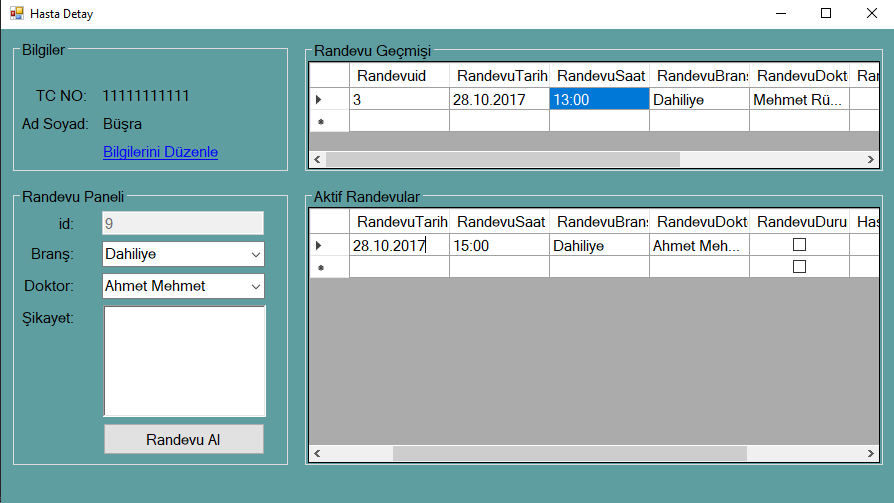 Hasta Detay
Bilgiler
TC NO: 11111111111
Ad Soyad: Büşra
Bilgilerini Düzenle
Randevu Geçmişi
Randevuid RandevuTarih RandevuSaat RandevuBranş RandevuDokt Ran
3 28.10.2017 13:00 Dahiliye Mehmet Rü...
Randevu Paneli
id: 9
Branş: Dahiliye
Doktor: Ahmet Mehmet
Şikayet:
Randevu Al
Aktif Randevular
RandevuTarih RandevuSaat RandevuBranş RandevuDokt RandevuDuru Has
28.10.2017 15:00 Dahiliye Ahmet Meh...